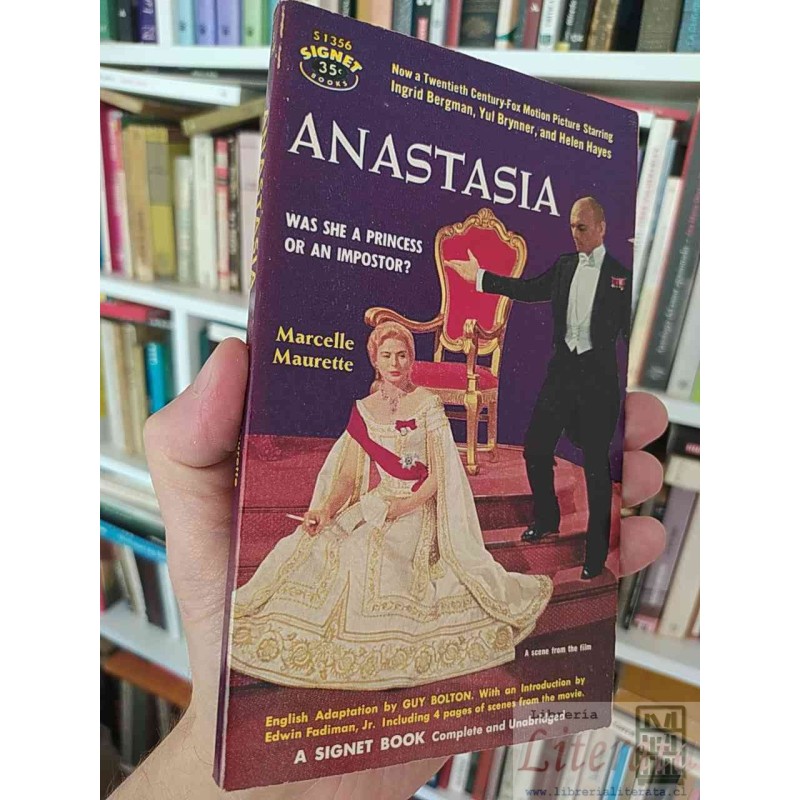 S1356
SIGNET
35c
BOOKS
Now a Twentieth Century-Fox Motion Picture Starring
Ingrid Bergman, Yul Brynner, and Helen Hayes
ANASTASIA
WAS SHE A PRINCESS
OR AN IMPOSTOR?
Marcelle
Maurette
A scene from the film
English Adaptation by GUY BOLTON. With an Introduction by
Edwin Fadiman, Jr. Including 4 pages of scenes from the movie.
A SIGNET BOOK Complete and Unabridged
librería
Literata
www.librerialiterata.cl